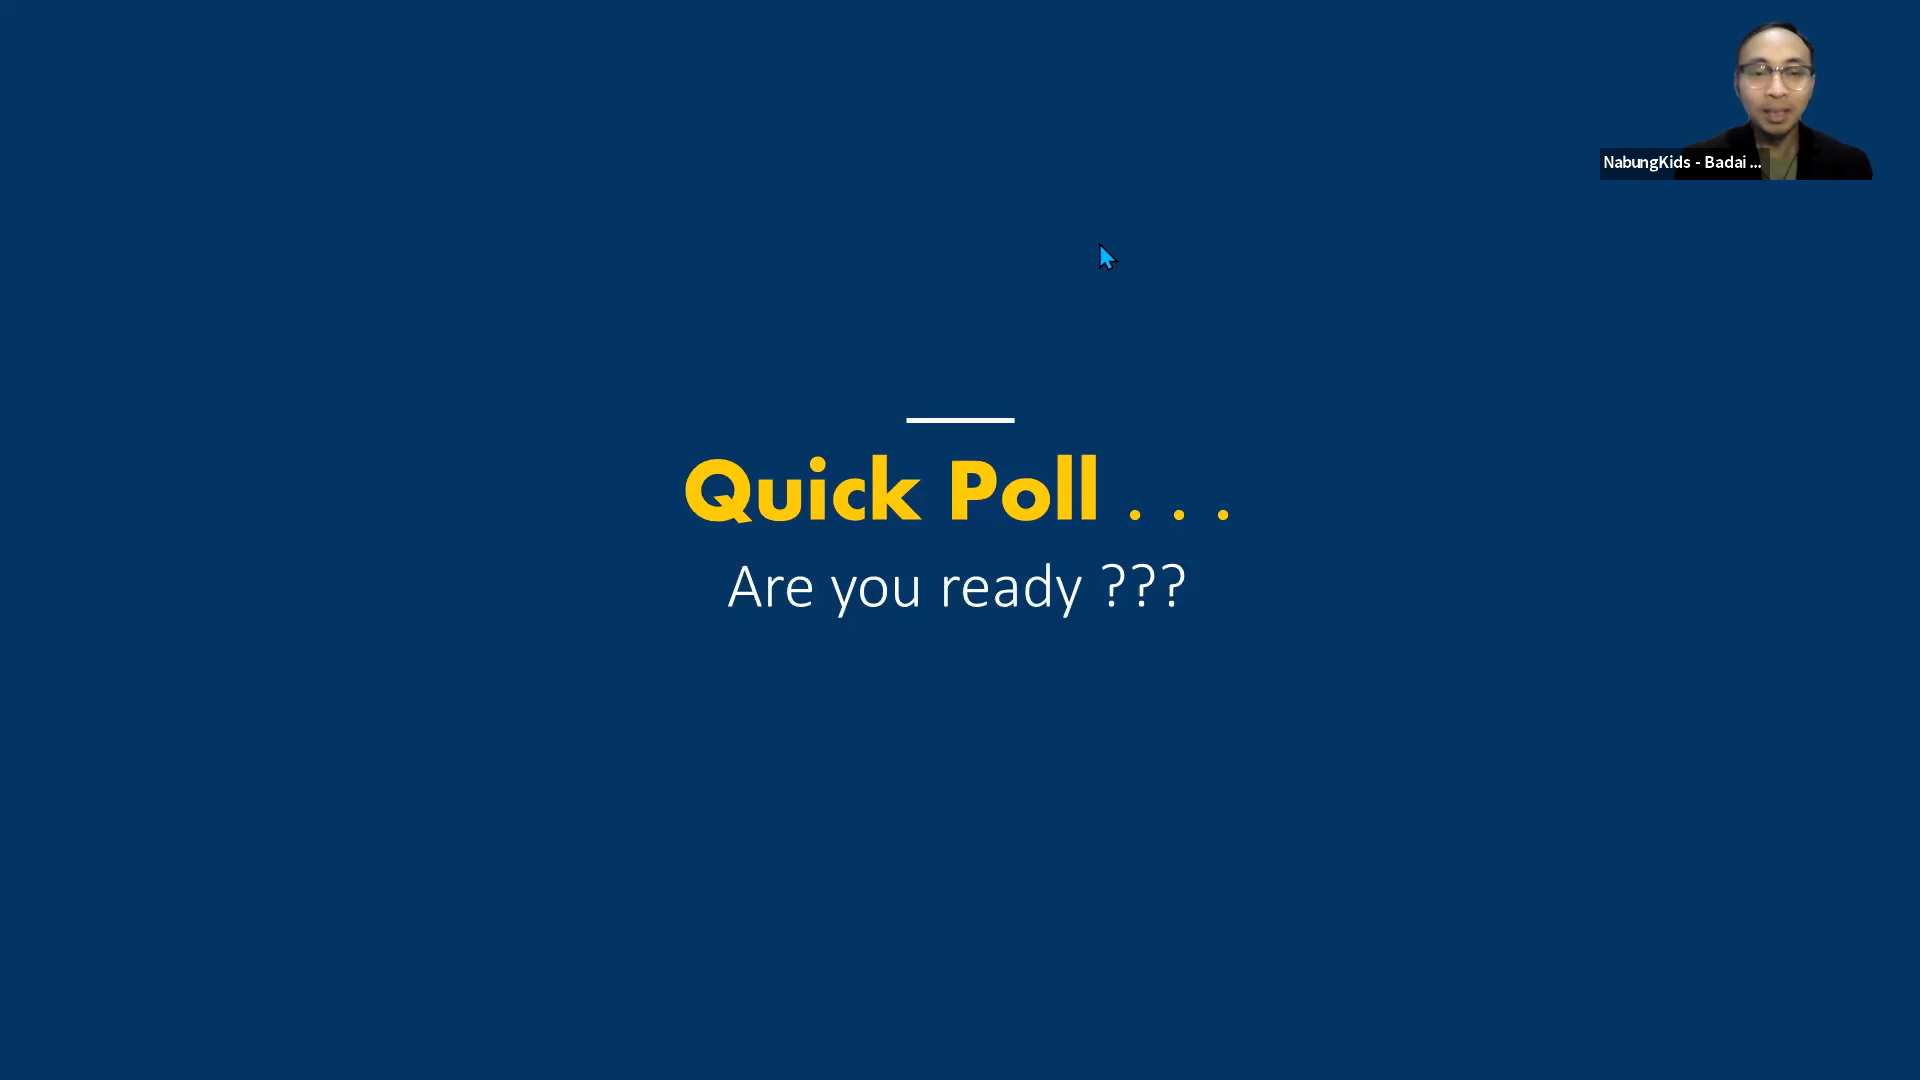 NabungKids - Badai ...
Quick Poll . . .
Are you ready ???